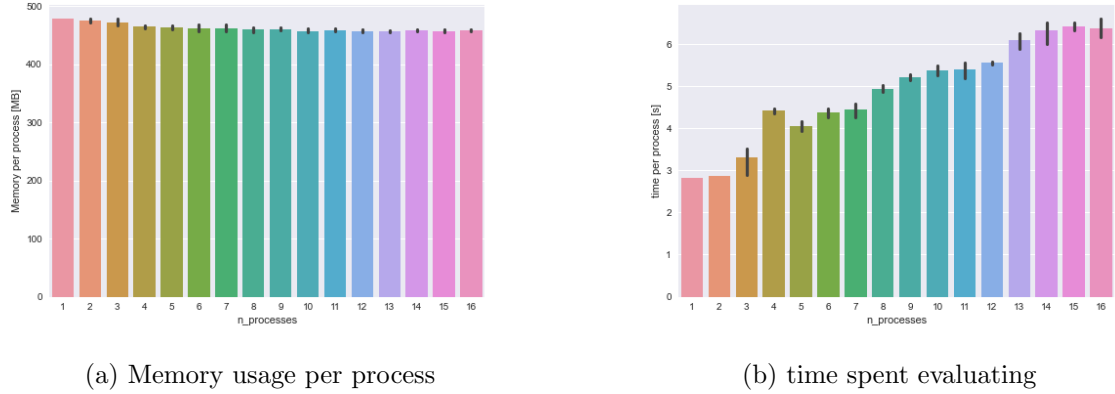 500
400
300
200
100
0
Memory per process [MB]
1 2 3 4 5 6 7 8 9 10 11 12 13 14 15 16
n_processes
(a) Memory usage per process
6
5
4
3
2
1
0
time per process [s]
1 2 3 4 5 6 7 8 9 10 11 12 13 14 15 16
n_processes
(b) time spent evaluating